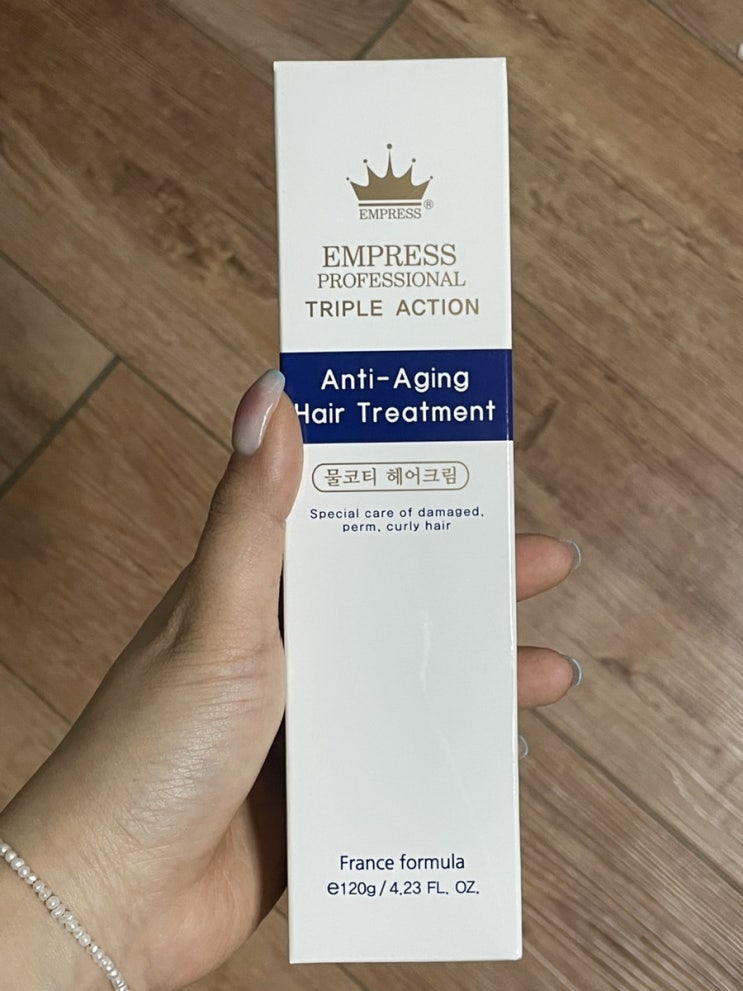 EMPRESS®
EMPRESS
PROFESSIONAL
TRIPLE ACTION
Anti-Aging
Hair Treatment
물코티 헤어크림
Special care of damaged,
perm, curly hair
France formula
℮120g / 4.23 FL. OZ.